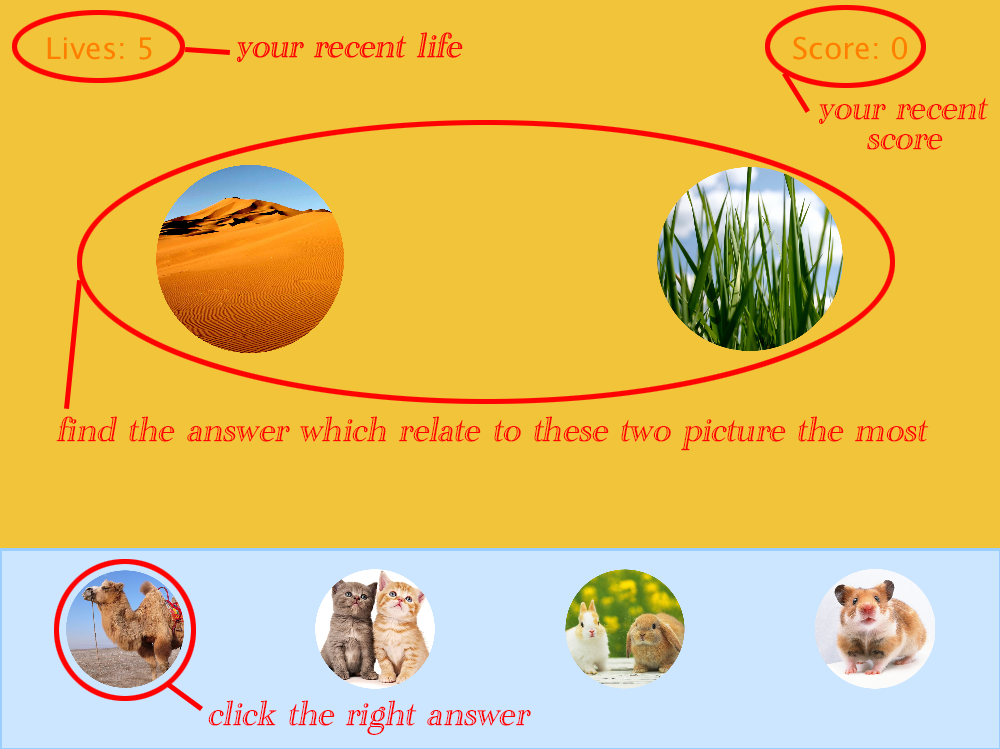 Lives: 5
your recent life
Score: 0
your recent
score
find the answer which relate to these two picture the most
click the right answer